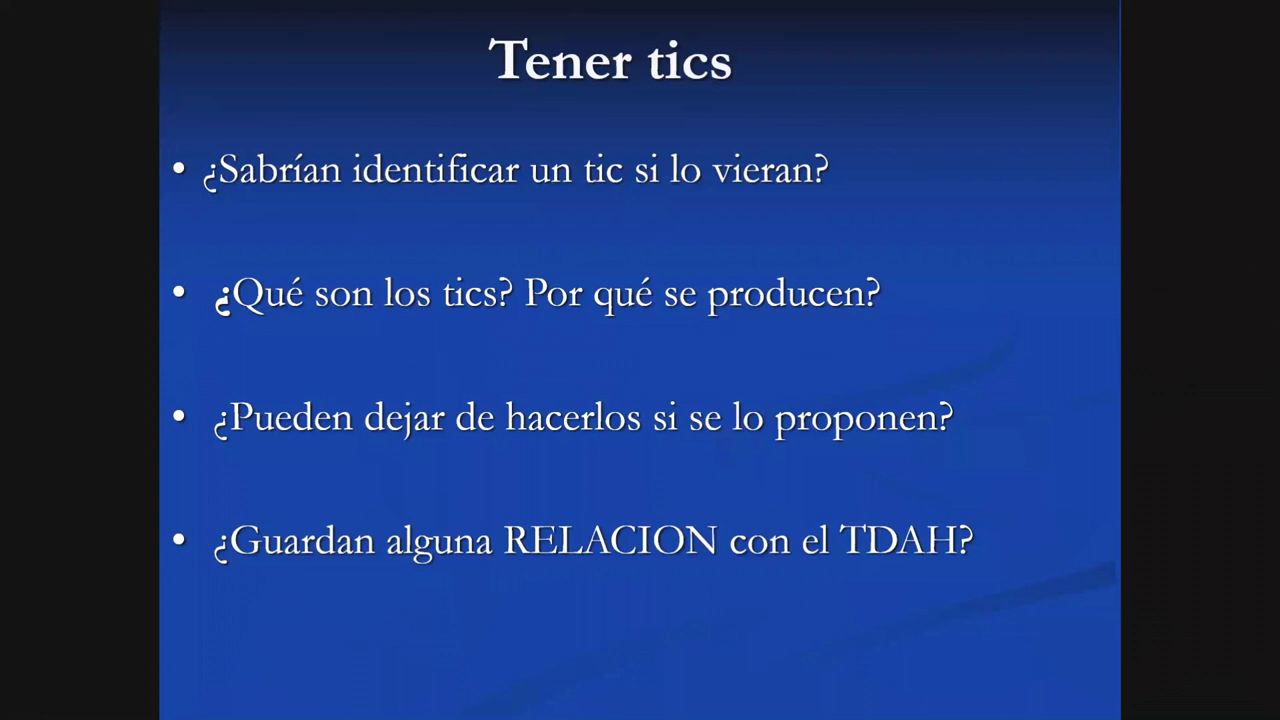 Tener tics
• ¿Sabrían identificar un tic si lo vieran?
• ¿Qué son los tics? Por qué se producen?
• ¿Pueden dejar de hacerlos si se lo proponen?
• ¿Guardan alguna RELACION con el TDAH?